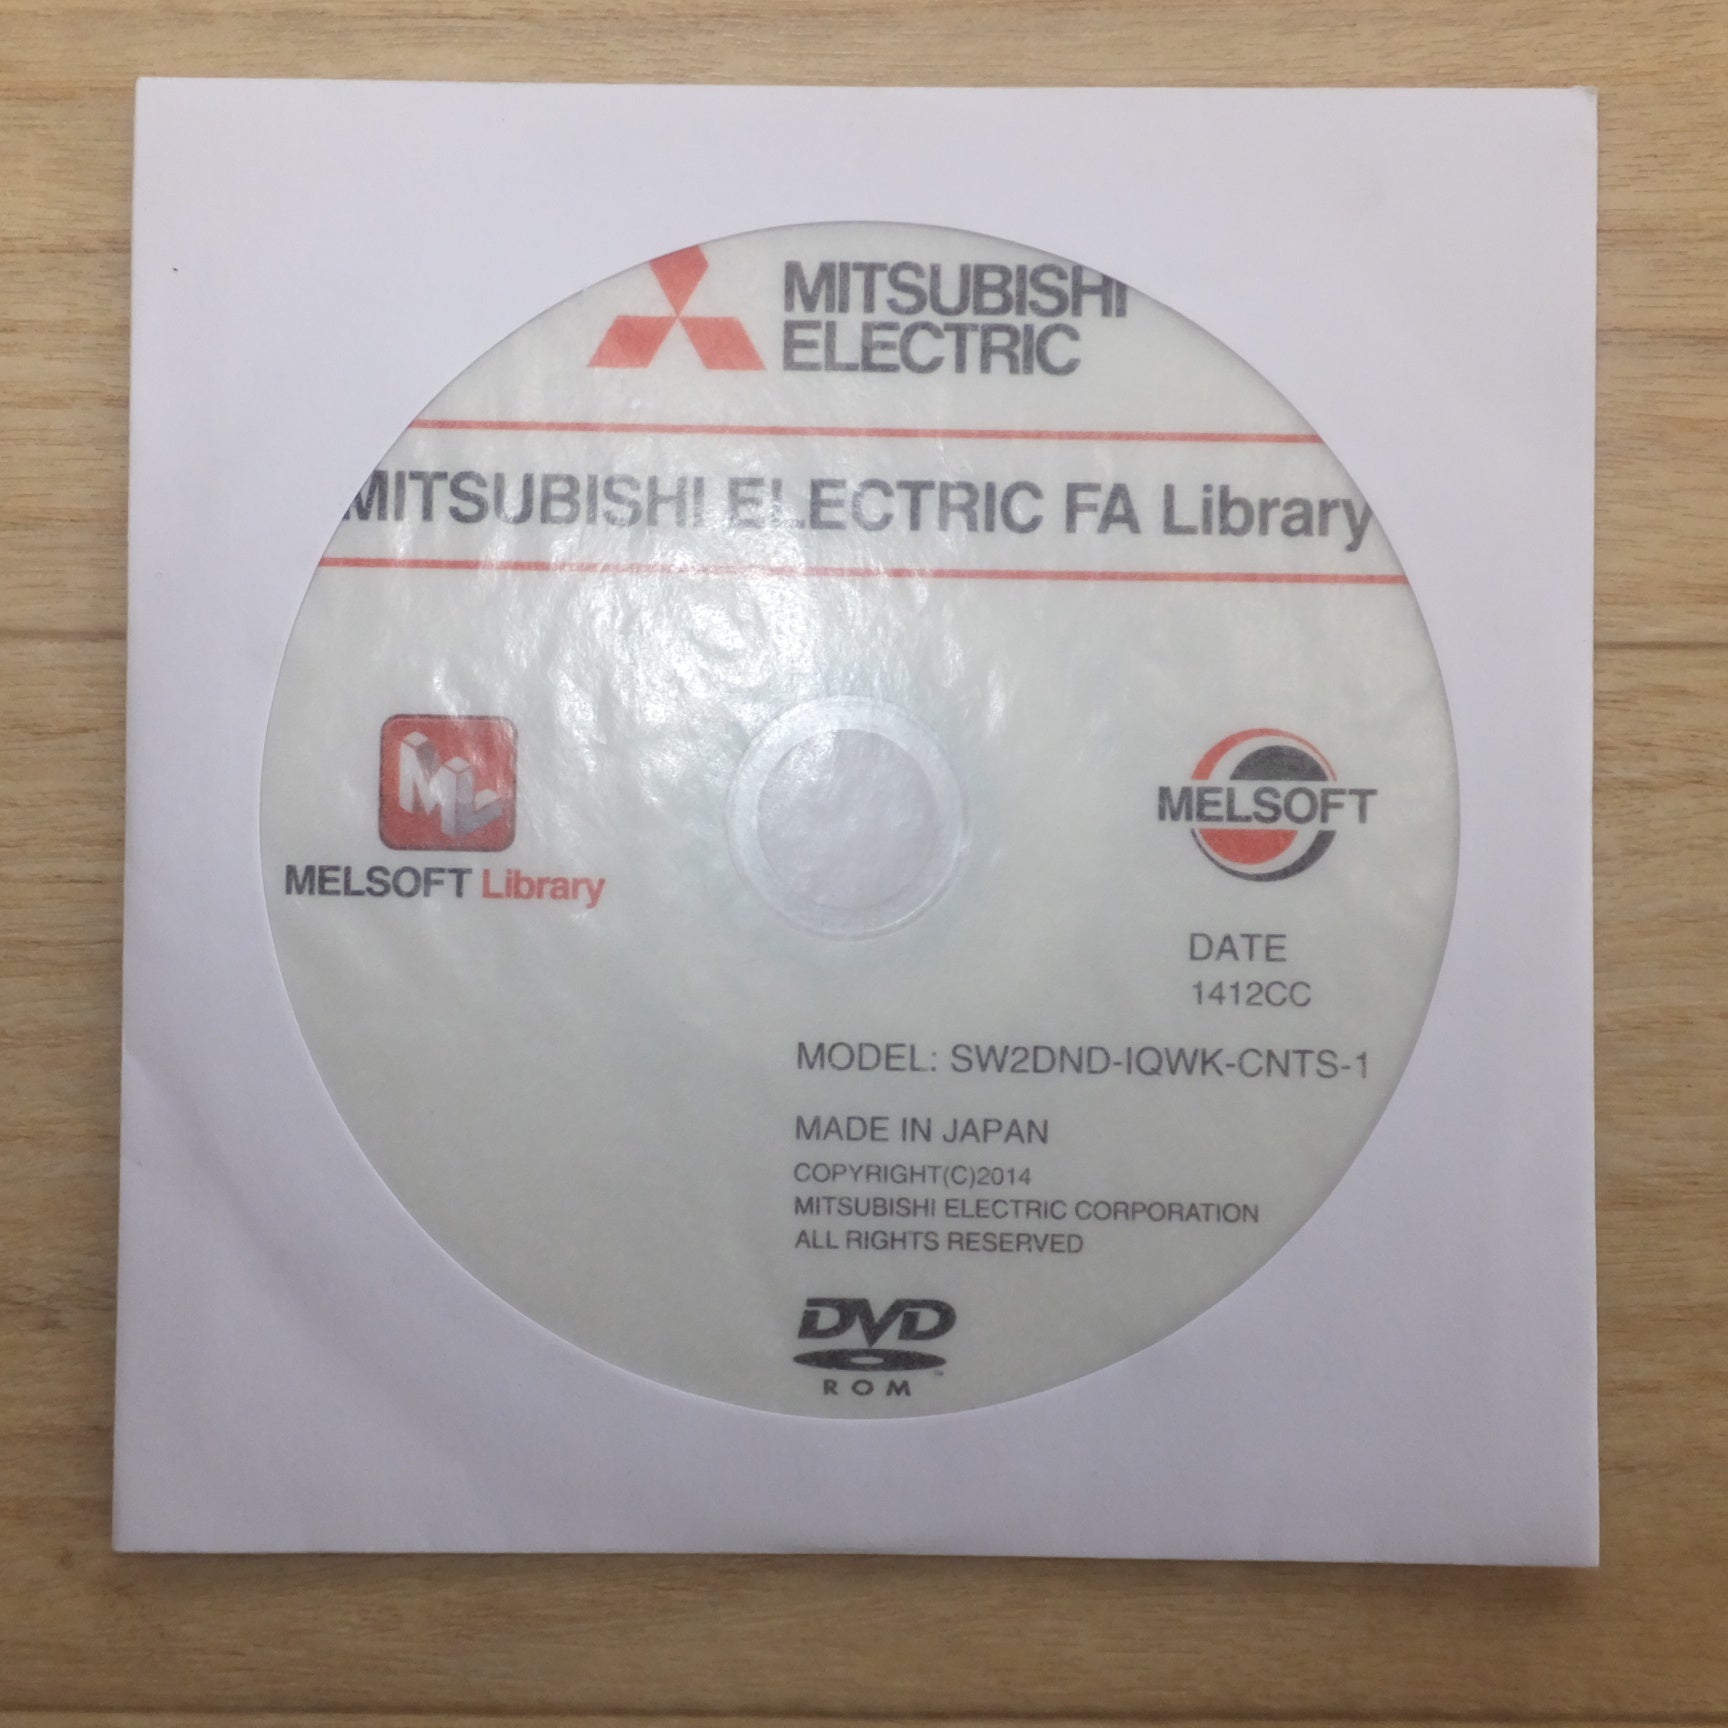 MITSUBISHI
ELECTRIC
MITSUBISHI ELECTRIC FA Library
ML
MELSOFT Library
MELSOFT
DATE
1412CC
MODEL: SW2DND-IQWK-CNTS-1
MADE IN JAPAN
COPYRIGHT(C)2014
MITSUBISHI ELECTRIC CORPORATION
ALL RIGHTS RESERVED
DVD
ROM